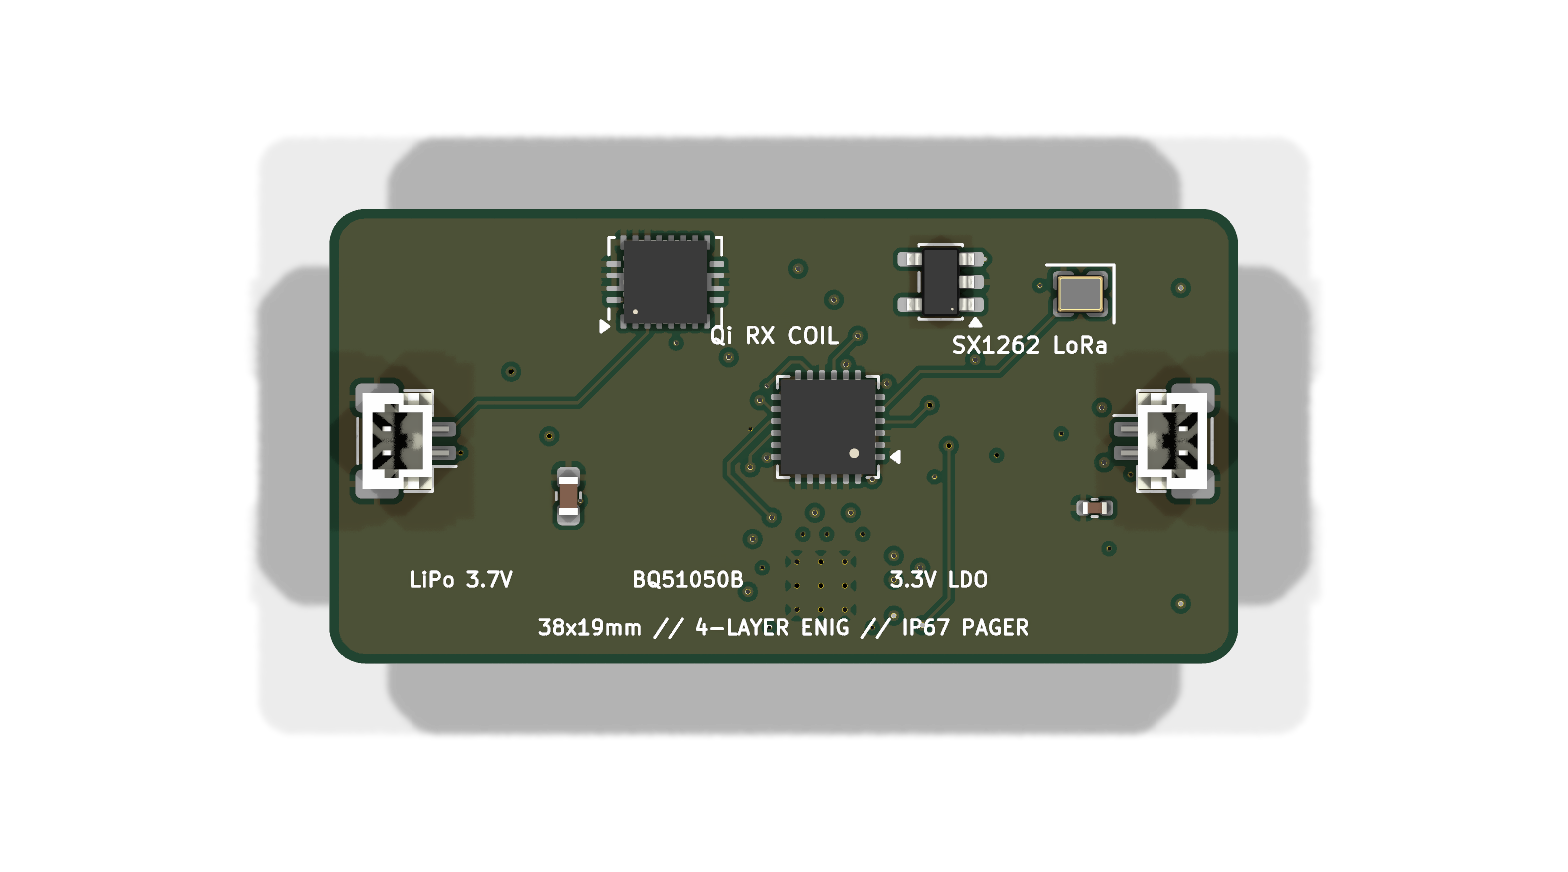 Qi RX COIL
SX1262 LoRa
LiPo 3.7V
BQ51050B
3.3V LDO
38x19mm // 4-LAYER ENIG // IP67 PAGER